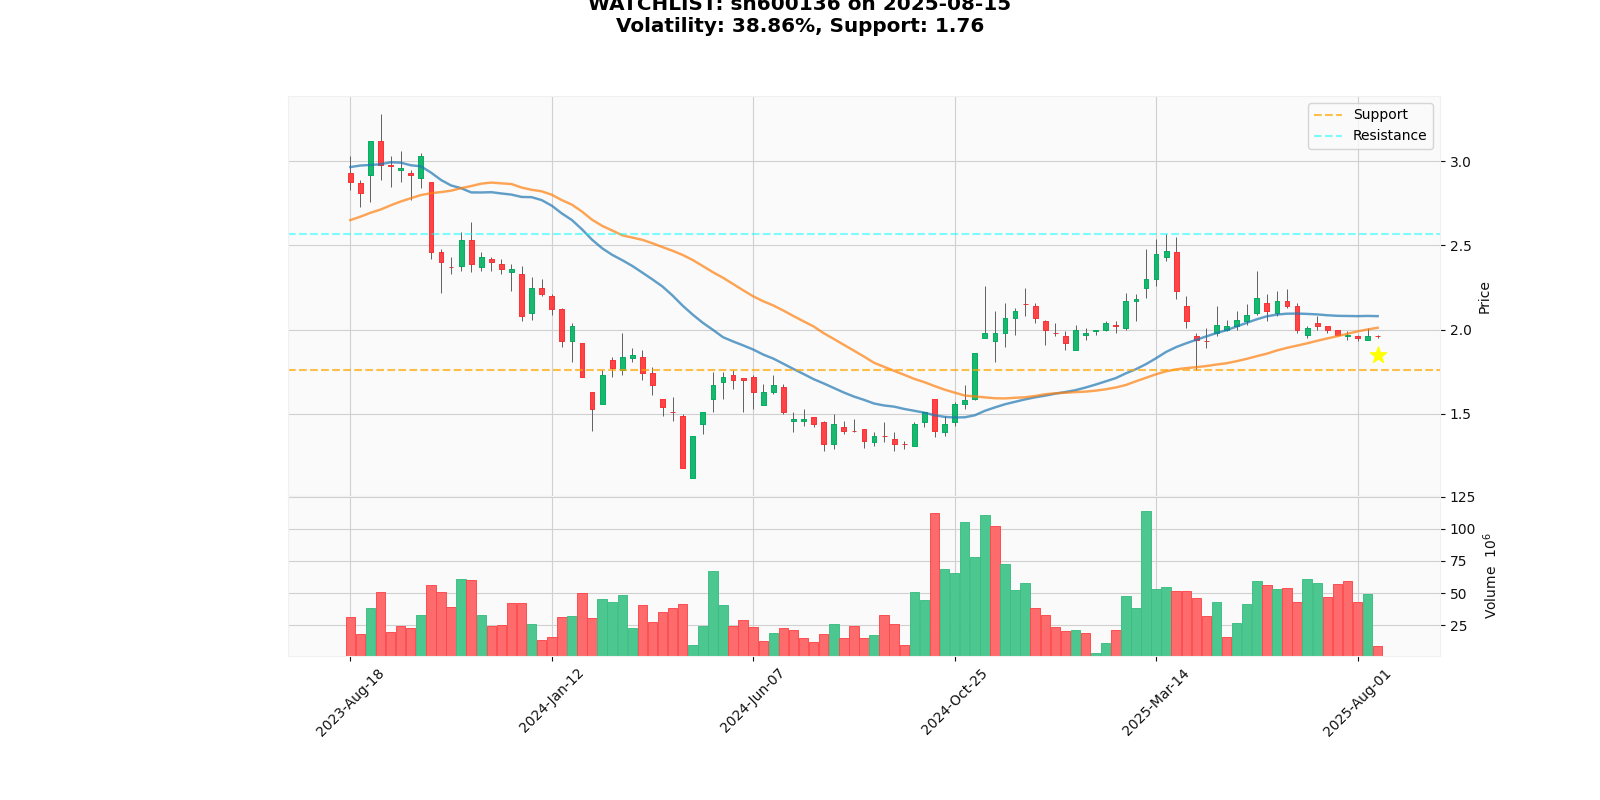 WATCHLIST: sh600136 on 2025-08-15
Volatility: 38.86%, Support: 1.76
Support
Resistance
3.0
2.5
2.0
1.5
Price
125
100
75
50
25
Volume 10^6
2023-Aug-18
2024-Jan-12
2024-Jun-07
2024-Oct-25
2025-Mar-14
2025-Aug-01